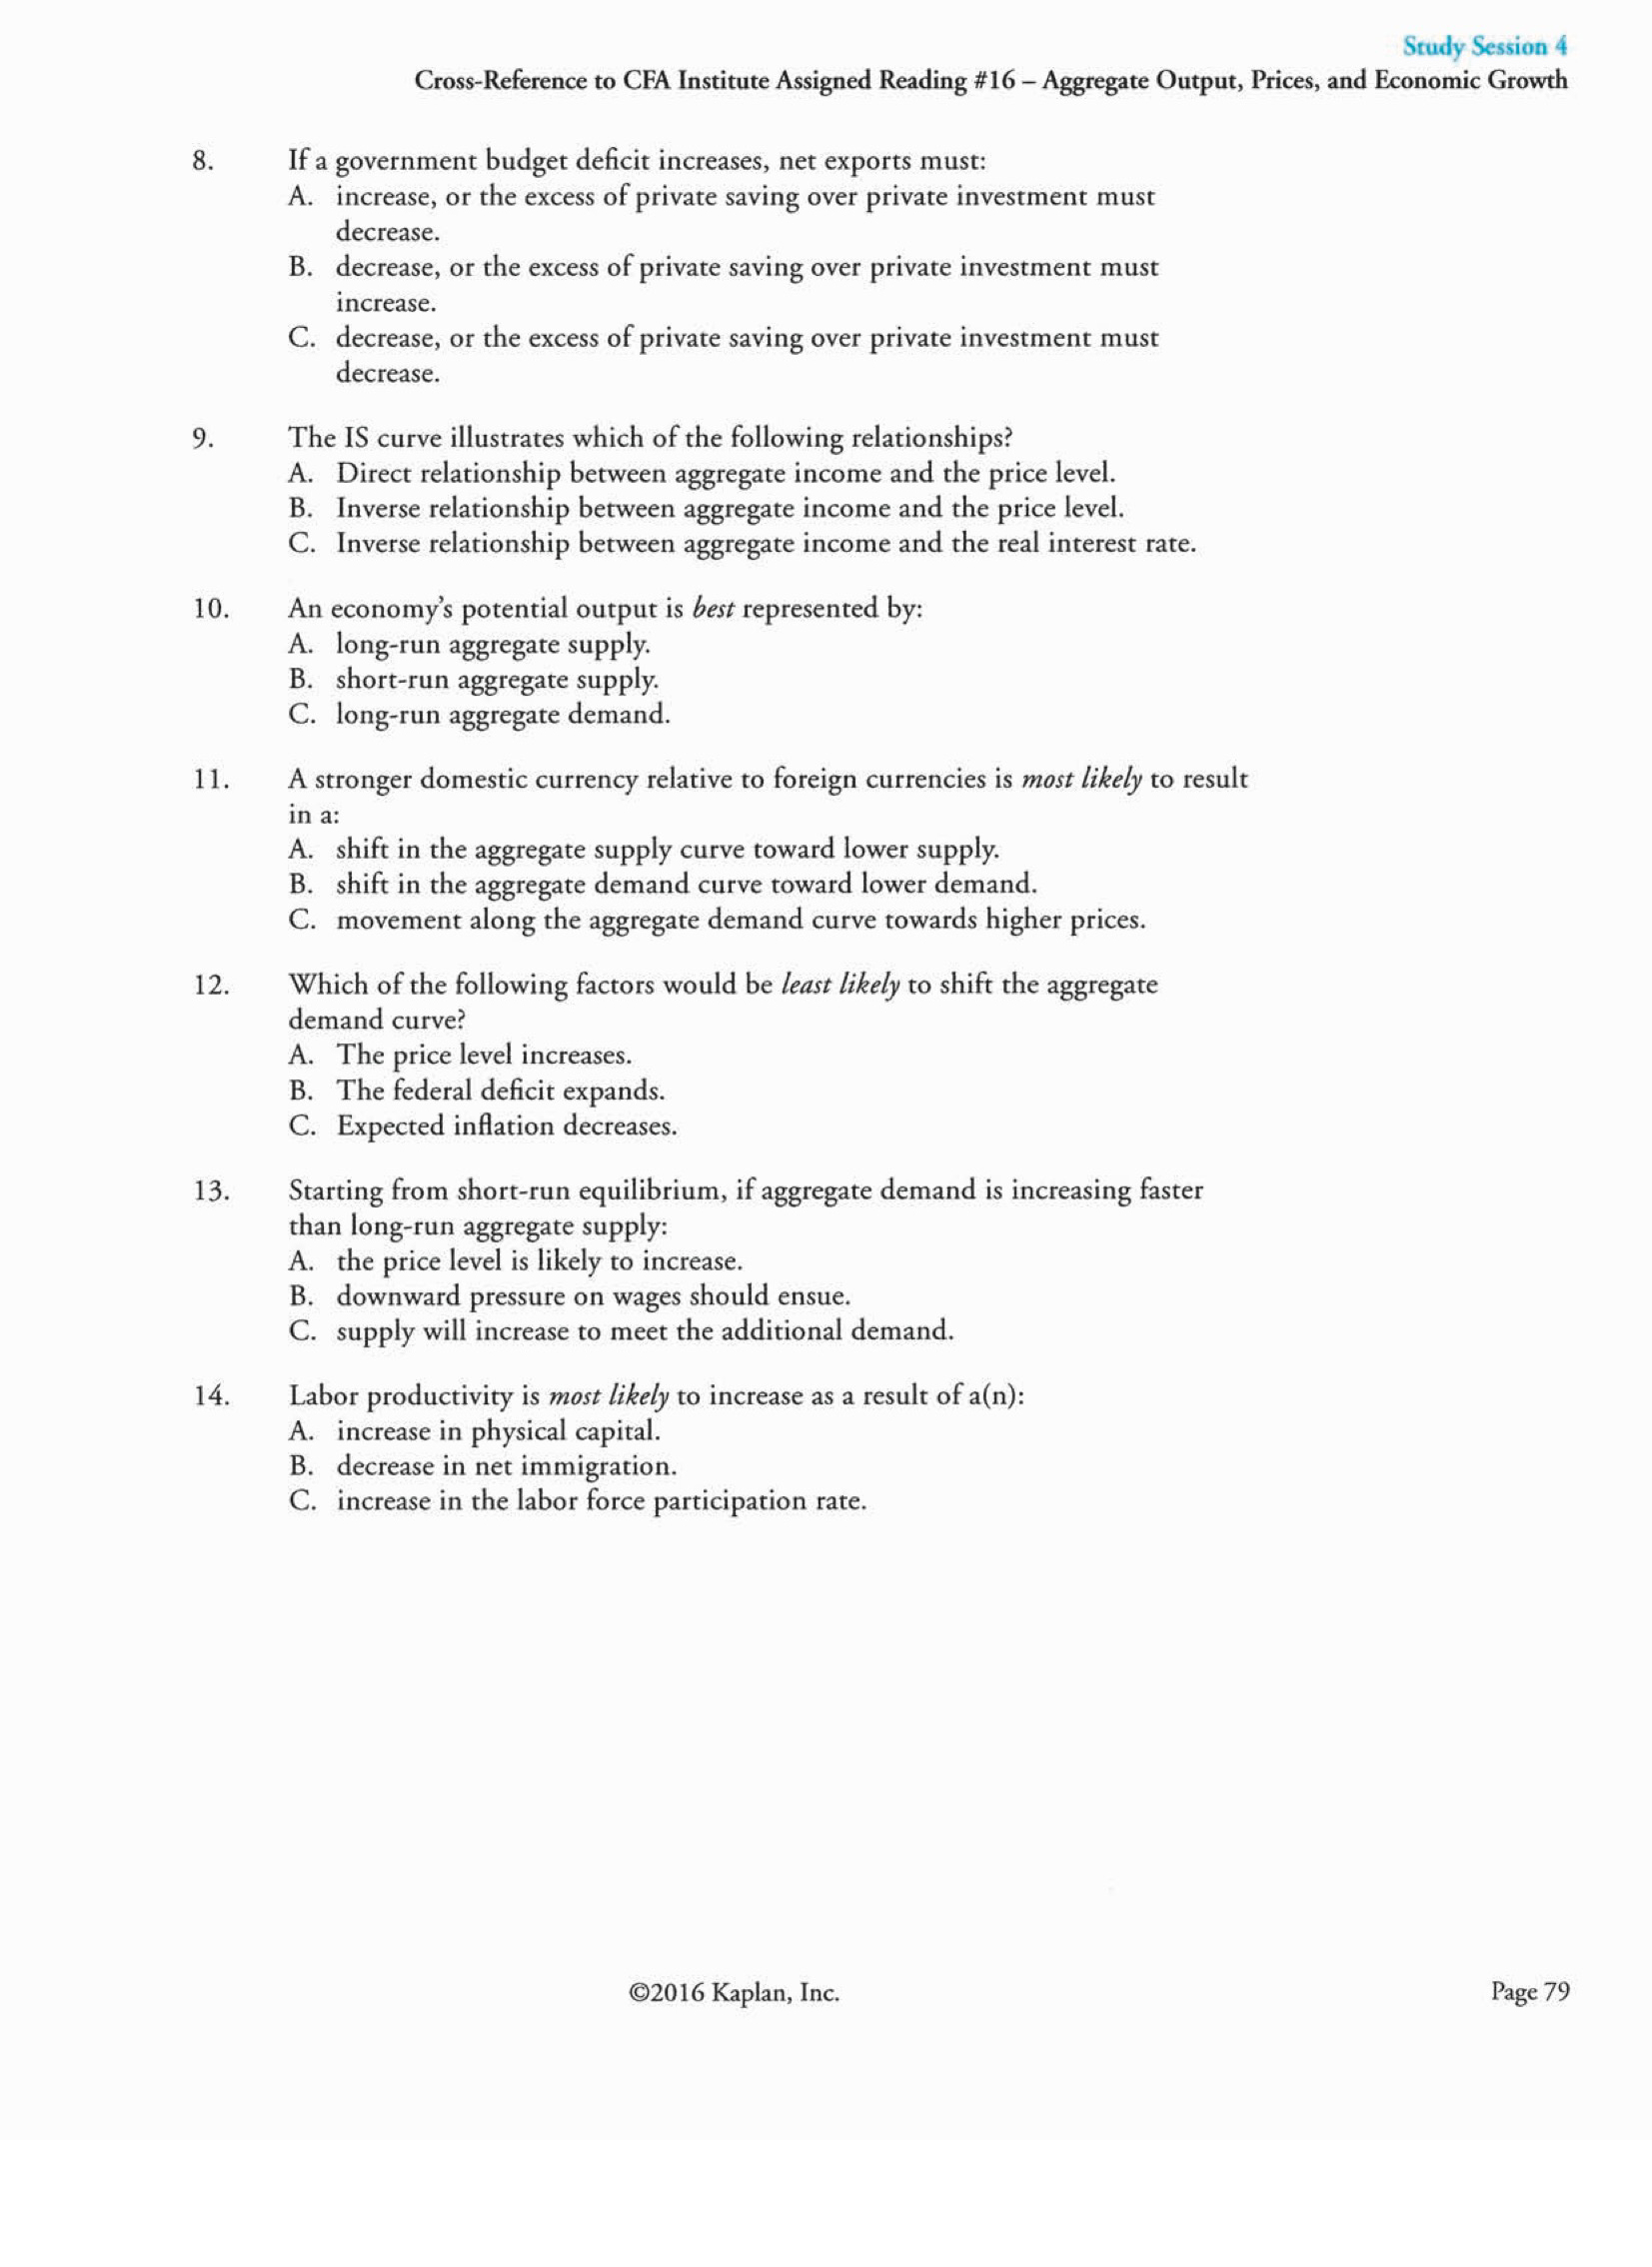 Study Session 4
Cross-Reference to CFA Institute Assigned Reading #16 – Aggregate Output, Prices, and Economic Growth
8. If a government budget deficit increases, net exports must:
A. increase, or the excess of private saving over private investment must
decrease.
B. decrease, or the excess of private saving over private investment must
increase.
C. decrease, or the excess of private saving over private investment must
decrease.
9. The IS curve illustrates which of the following relationships?
A. Direct relationship between aggregate income and the price level.
B. Inverse relationship between aggregate income and the price level.
C. Inverse relationship between aggregate income and the real interest rate.
10. An economy's potential output is best represented by:
A. long-run aggregate supply.
B. short-run aggregate supply.
C. long-run aggregate demand.
11. A stronger domestic currency relative to foreign currencies is most likely to result
in a:
A. shift in the aggregate supply curve toward lower supply.
B. shift in the aggregate demand curve toward lower demand.
C. movement along the aggregate demand curve towards higher prices.
12. Which of the following factors would be least likely to shift the aggregate
demand curve?
A. The price level increases.
B. The federal deficit expands.
C. Expected inflation decreases.
13. Starting from short-run equilibrium, if aggregate demand is increasing faster
than long-run aggregate supply:
A. the price level is likely to increase.
B. downward pressure on wages should ensue.
C. supply will increase to meet the additional demand.
14. Labor productivity is most likely to increase as a result of a(n):
A. increase in physical capital.
B. decrease in net immigration.
C. increase in the labor force participation rate.
©2016 Kaplan, Inc.
Page 79